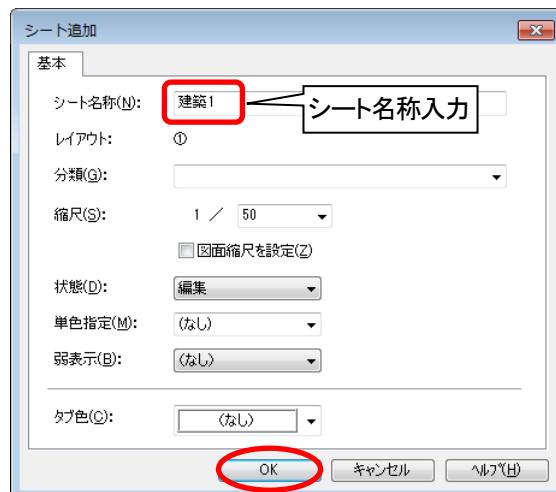 シート追加
基本
シート名称(N): 建築1
シート名称入力
レイアウト: ①
分類(G):
縮尺(S): 1 ／ 50
図面縮尺を設定(Z)
状態(D): 編集
単色指定(M): (なし)
弱表示(B): (なし)
タブ色(C): (なし)
OK キャンセル ヘルプ(H)